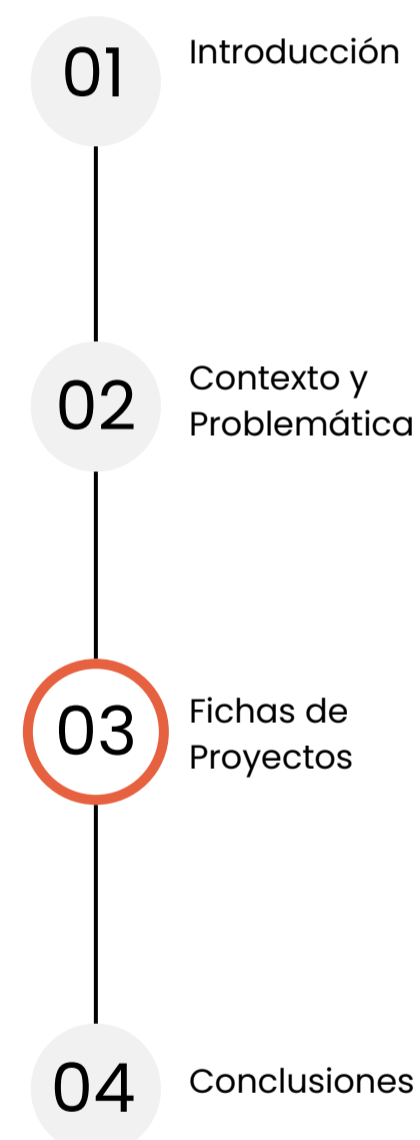 01
Introducción
02
Contexto y
Problemática
03
Fichas de
Proyectos
04
Conclusiones